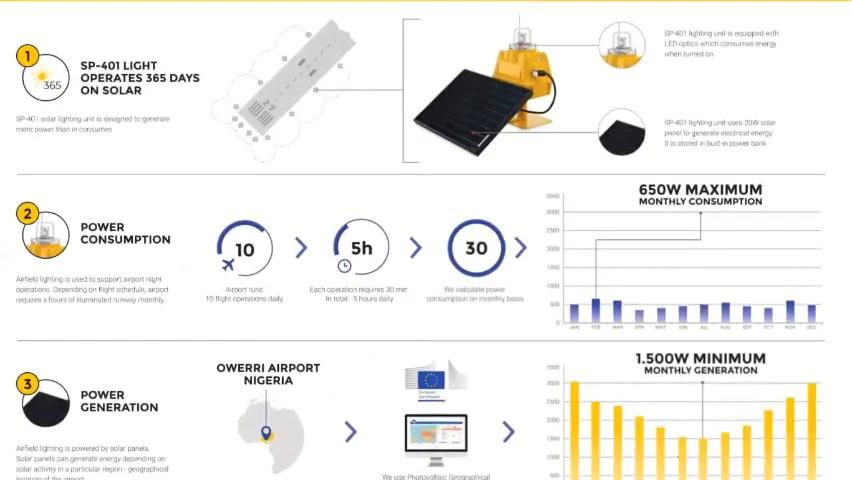 1
365
SP-401 LIGHT
OPERATES 365 DAYS
ON SOLAR
SP-401 solar lighting unit is designed to generate
more power than in consumes
27
SP-401 lighting unit is equipped with
LED optics which consumes energy
when turned on
SP-401 lighting unit uses 20W solar
panel to generate electrical energy
It is stored in built-in power bank
2
POWER
CONSUMPTION
Airfield lighting is used to support airport night
operations. Depending on flight schedule, airport
requires x hours of illuminated runway monthly.
10
Airport runs
10 flight operations daily
5h
Each operation requires 30 min
In total - 5 hours daily
30
We calculate power
consumption on monthly basis
650W MAXIMUM
MONTHLY CONSUMPTION
3500
3000
2500
2000
1500
1000
500
0
JAN FEB MAR APR MAY JUN JUL AUG SEP OCT NOV DEC
3
POWER
GENERATION
Airfield lighting is powered by solar panels.
Solar panels can generate energy depending on
solar activity in a particular region - geographical
location of the airport
OWERRI AIRPORT
NIGERIA
European
Commission
We use Photovoltaic Geographical
1.500W MINIMUM
MONTHLY GENERATION
3500
3000
2500
2000
1500
1000
500